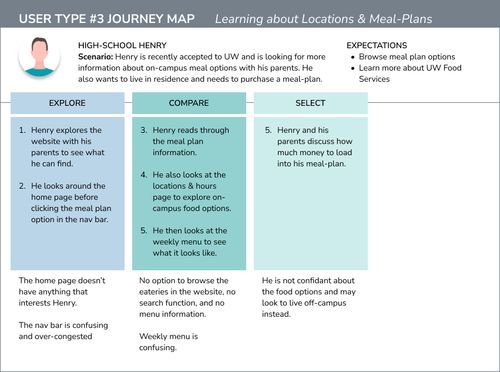 USER TYPE #3 JOURNEY MAP Learning about Locations & Meal-Plans
HIGH-SCHOOL HENRY
Scenario: Henry is recently accepted to UW and is looking for more
information about on-campus meal options with his parents. He
also wants to live in residence and needs to purchase a meal-plan.
EXPECTATIONS
• Browse meal plan options
• Learn more about UW Food
Services
EXPLORE
1. Henry explores the
website with his
parents to see what
he can find.
2. He looks around the
home page before
clicking the meal plan
option in the nav bar.
The home page doesn't
have anything that
interests Henry.
The nav bar is confusing
and over-congested
COMPARE
3. Henry reads through
the meal plan
information.
4. He also looks at the
locations & hours
page to explore on-
campus food options.
5. He then looks at the
weekly menu to see
what it looks like.
No option to browse the
eateries in the website, no
search function, and no
menu information.
Weekly menu is
confusing.
SELECT
5. Henry and his
parents discuss how
much money to load
into his meal-plan.
He is not confidant about
the food options and may
look to live off-campus
instead.